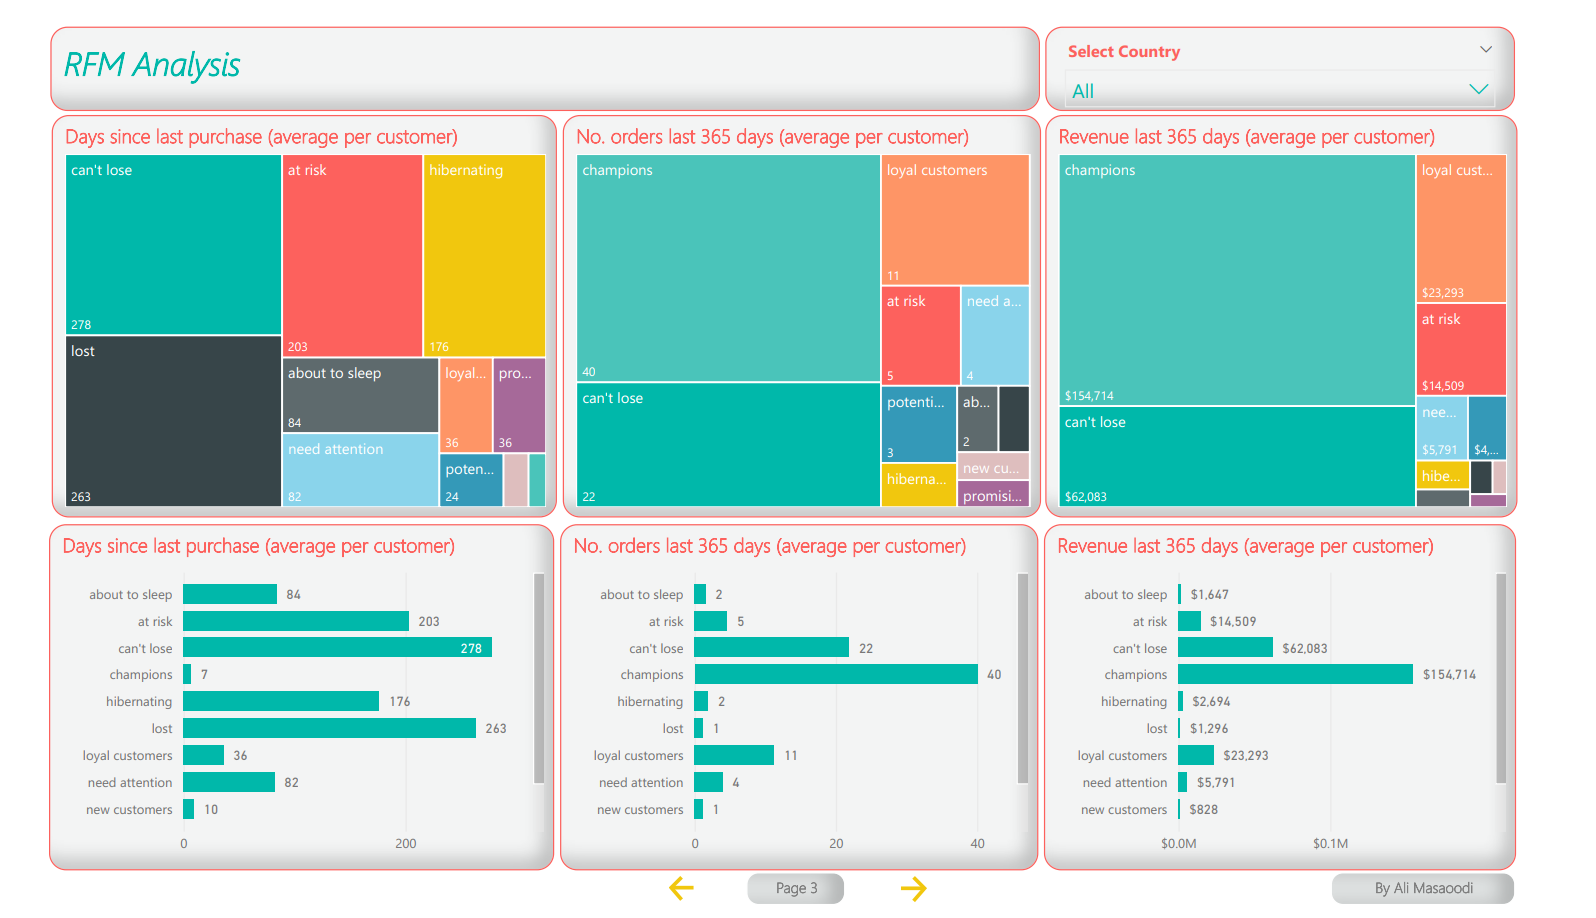 RFM Analysis
Select Country
All
Days since last purchase (average per customer)
can't lose
278
lost
263
at risk
203
hibernating
176
about to sleep
84
need attention
82
loyal...
36
pro...
36
poten...
24
No. orders last 365 days (average per customer)
champions
40
can't lose
22
loyal customers
11
at risk
5
need a...
4
potenti...
3
ab...
2
hiberna...
new cu...
promisi...
Revenue last 365 days (average per customer)
champions
$154,714
can't lose
$62,083
loyal cust...
$23,293
at risk
$14,509
nee...
$5,791
$4,...
hibe...
Days since last purchase (average per customer)
about to sleep 84
at risk 203
can't lose 278
champions 7
hibernating 176
lost 263
loyal customers 36
need attention 82
new customers 10
0 200
No. orders last 365 days (average per customer)
about to sleep 2
at risk 5
can't lose 22
champions 40
hibernating 2
lost 1
loyal customers 11
need attention 4
new customers 1
0 20 40
Revenue last 365 days (average per customer)
about to sleep $1,647
at risk $14,509
can't lose $62,083
champions $154,714
hibernating $2,694
lost $1,296
loyal customers $23,293
need attention $5,791
new customers $828
$0.0M $0.1M
Page 3
By Ali Masaoodi